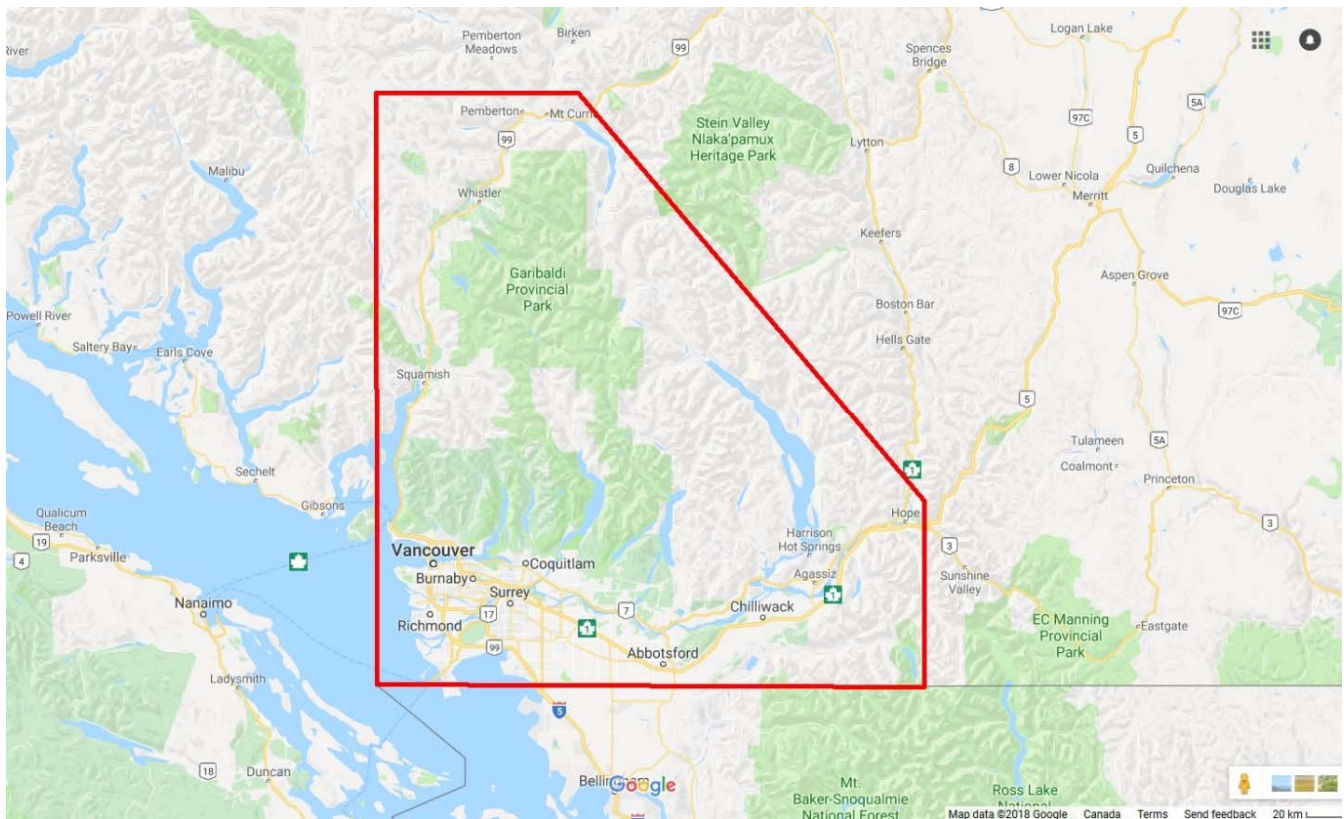 River
Pemberton
Meadows
Birken
99
Logan Lake
Spences
Bridge
5A
97C
5
Pemberton
Mt Curri
99
Stein Valley
Nlaka'pamux
Heritage Park
Lytton
8
Quilchena
Lower Nicola
Merritt
Douglas Lake
Malibu
Whistler
Keefers
Garibaldi
Provincial
Park
Aspen Grove
Boston Bar
97C
Powell River
Saltery Bay
Earls Cove
Hells Gate
Squamish
5
Tulameen
5A
Coalmont
Sechelt
1
Princeton
Gibsons
Qualicum
Beach
19
Hope
3
Parksville
4
Vancouver
Coquitlam
Burnaby
Harrison
Hot Springs
3
Agassiz
Sunshine
Valley
Nanaimo
Surrey
7
1
Chilliwack
Richmond
17
1
EC Manning
Provincial
Park
Eastgate
99
Abbotsford
Ladysmith
5
18
Duncan
Bellingham
Google
Mt.
Baker-Snoqualmie
National Forest
Ross Lake
National
Map data ©2018 Google Canada Terms Send feedback 20 km